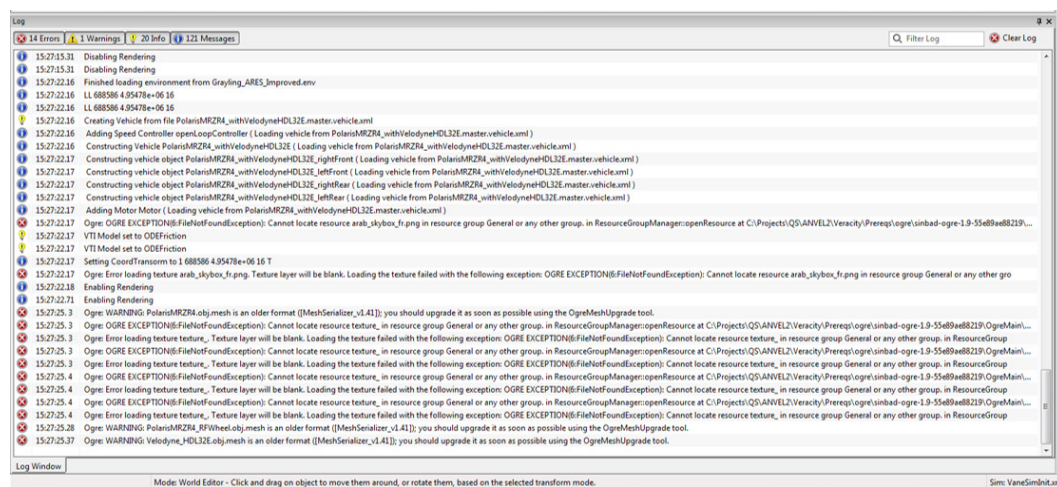 Log
14 Errors 1 Warnings 20 Info 121 Messages Filter Log Clear Log
15:27:15.31 Disabling Rendering
15:27:15.31 Disabling Rendering
15:27:22.16 Finished loading environment from Grayling_ARES_Improved.env
15:27:22.16 LL 688586 4.95478e+06 16
15:27:22.16 LL 688586 4.95478e+06 16
15:27:22.16 Creating Vehicle from file PolarisMRZR4_withVelodyneHDL32E.master.vehicle.xml
15:27:22.16 Adding Speed Controller openLoopController ( Loading vehicle from PolarisMRZR4_withVelodyneHDL32E.master.vehicle.xml )
15:27:22.16 Constructing Vehicle PolarisMRZR4_withVelodyneHDL32E ( Loading vehicle from PolarisMRZR4_withVelodyneHDL32E.master.vehicle.xml )
15:27:22.17 Constructing vehicle object PolarisMRZR4_withVelodyneHDL32E_rightFront ( Loading vehicle from PolarisMRZR4_withVelodyneHDL32E.master.vehicle.xml )
15:27:22.17 Constructing vehicle object PolarisMRZR4_withVelodyneHDL32E_leftFront ( Loading vehicle from PolarisMRZR4_withVelodyneHDL32E.master.vehicle.xml )
15:27:22.17 Constructing vehicle object PolarisMRZR4_withVelodyneHDL32E_rightRear ( Loading vehicle from PolarisMRZR4_withVelodyneHDL32E.master.vehicle.xml )
15:27:22.17 Constructing vehicle object PolarisMRZR4_withVelodyneHDL32E_leftRear ( Loading vehicle from PolarisMRZR4_withVelodyneHDL32E.master.vehicle.xml )
15:27:22.17 Adding Motor Motor ( Loading vehicle from PolarisMRZR4_withVelodyneHDL32E.master.vehicle.xml )
15:27:22.17 Ogre: OGRE EXCEPTION(6:FileNotFoundException): Cannot locate resource arab_skybox_fr.png in resource group General or any other group. in ResourceGroupManager::openResource at C:\Projects\QS\ANVEL2\Veracity\Prereqs\ogre\sinbad-ogre-1.9-55e89ae88219\...
15:27:22.17 VTI Model set to ODEFriction
15:27:22.17 VTI Model set to ODEFriction
15:27:22.17 Setting CoordTransorm to 1 688586 4.95478e+06 16 T
15:27:22.17 Ogre: Error loading texture arab_skybox_fr.png. Texture layer will be blank. Loading the texture failed with the following exception: OGRE EXCEPTION(6:FileNotFoundException): Cannot locate resource arab_skybox_fr.png in resource group General or any other gro
15:27:22.18 Enabling Rendering
15:27:22.71 Enabling Rendering
15:27:25. 3 Ogre: WARNING: PolarisMRZR4.obj.mesh is an older format ([MeshSerializer_v1.41]); you should upgrade it as soon as possible using the OgreMeshUpgrade tool.
15:27:25. 3 Ogre: OGRE EXCEPTION(6:FileNotFoundException): Cannot locate resource texture_ in resource group General or any other group. in ResourceGroupManager::openResource at C:\Projects\QS\ANVEL2\Veracity\Prereqs\ogre\sinbad-ogre-1.9-55e89ae88219\OgreMain\...
15:27:25. 3 Ogre: Error loading texture texture_. Texture layer will be blank. Loading the texture failed with the following exception: OGRE EXCEPTION(6:FileNotFoundException): Cannot locate resource texture_ in resource group General or any other group. in ResourceGroup
15:27:25. 3 Ogre: OGRE EXCEPTION(6:FileNotFoundException): Cannot locate resource texture_ in resource group General or any other group. in ResourceGroupManager::openResource at C:\Projects\QS\ANVEL2\Veracity\Prereqs\ogre\sinbad-ogre-1.9-55e89ae88219\OgreMain\...
15:27:25. 3 Ogre: Error loading texture texture_. Texture layer will be blank. Loading the texture failed with the following exception: OGRE EXCEPTION(6:FileNotFoundException): Cannot locate resource texture_ in resource group General or any other group. in ResourceGroup
15:27:25. 4 Ogre: OGRE EXCEPTION(6:FileNotFoundException): Cannot locate resource texture_ in resource group General or any other group. in ResourceGroupManager::openResource at C:\Projects\QS\ANVEL2\Veracity\Prereqs\ogre\sinbad-ogre-1.9-55e89ae88219\OgreMain\...
15:27:25. 4 Ogre: Error loading texture texture_. Texture layer will be blank. Loading the texture failed with the following exception: OGRE EXCEPTION(6:FileNotFoundException): Cannot locate resource texture_ in resource group General or any other group. in ResourceGroup
15:27:25. 4 Ogre: OGRE EXCEPTION(6:FileNotFoundException): Cannot locate resource texture_ in resource group General or any other group. in ResourceGroupManager::openResource at C:\Projects\QS\ANVEL2\Veracity\Prereqs\ogre\sinbad-ogre-1.9-55e89ae88219\OgreMain\...
15:27:25. 4 Ogre: Error loading texture texture_. Texture layer will be blank. Loading the texture failed with the following exception: OGRE EXCEPTION(6:FileNotFoundException): Cannot locate resource texture_ in resource group General or any other group. in ResourceGroup
15:27:25.28 Ogre: WARNING: PolarisMRZR4_RFWheel.obj.mesh is an older format ([MeshSerializer_v1.41]); you should upgrade it as soon as possible using the OgreMeshUpgrade tool.
15:27:25.37 Ogre: WARNING: Velodyne_HDL32E.obj.mesh is an older format ([MeshSerializer_v1.41]); you should upgrade it as soon as possible using the OgreMeshUpgrade tool.
Log Window
Mode: World Editor - Click and drag on object to move them around, or rotate them, based on the selected transform mode. Sim: VaneSimInit.x